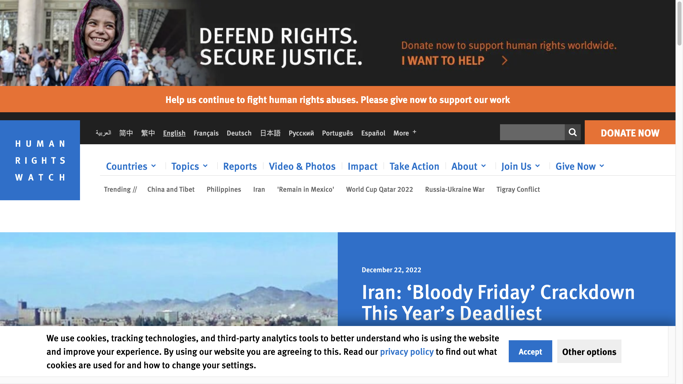 DEFEND RIGHTS.
SECURE JUSTICE.
Donate now to support human rights worldwide.
I WANT TO HELP
Help us continue to fight human rights abuses. Please give now to support our work
HUMAN
RIGHTS
WATCH
العربية 简中 繁中 English Français Deutsch 日本語 Русский Português Español More +
DONATE NOW
Countries Topics Reports Video & Photos Impact Take Action About Join Us Give Now
Trending // China and Tibet Philippines Iran 'Remain in Mexico' World Cup Qatar 2022 Russia-Ukraine War Tigray Conflict
December 22, 2022
Iran: ‘Bloody Friday’ Crackdown
This Year’s Deadliest
We use cookies, tracking technologies, and third-party analytics tools to better understand who is using the website
and improve your experience. By using our website you are agreeing to this. Read our privacy policy to find out what
cookies are used for and how to change your settings.
Accept
Other options